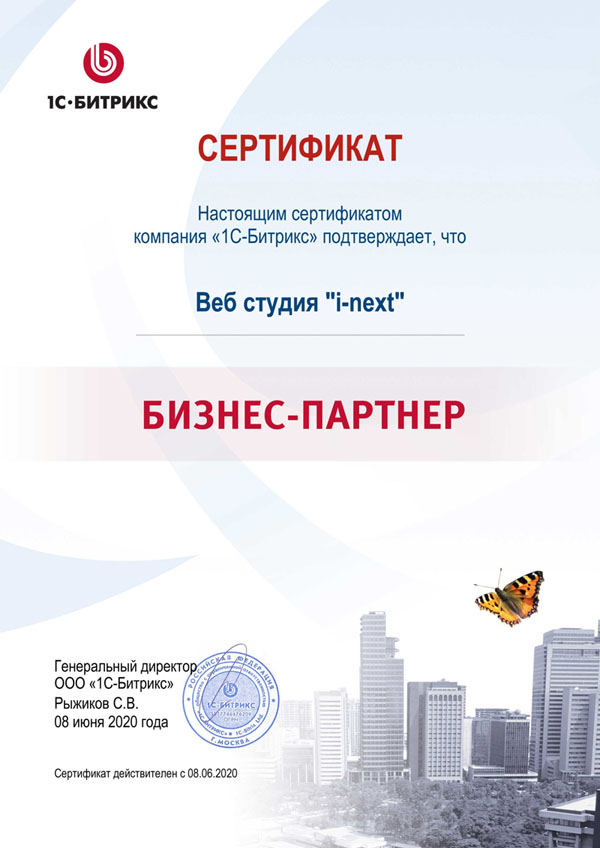 1С·БИТРИКС
СЕРТИФИКАТ
Настоящим сертификатом
компания «1С-Битрикс» подтверждает, что
Веб студия "i-next"
БИЗНЕС-ПАРТНЕР
Генеральный директор
ООО «1С-Битрикс»
Рыжиков С.В.
08 июня 2020 года
РОССИЙСКАЯ ФЕДЕРАЦИЯ
1С-БИТРИКС
г.МОСКВА
Сертификат действителен с 08.06.2020